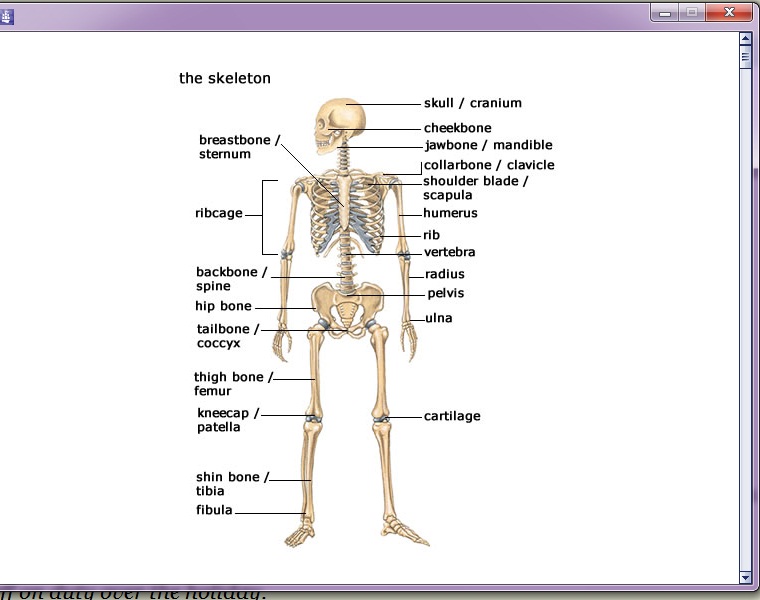 the skeleton
skull / cranium
cheekbone
jawbone / mandible
breastbone /
sternum
collarbone / clavicle
shoulder blade /
scapula
ribcage
humerus
rib
vertebra
backbone /
spine
radius
pelvis
hip bone
ulna
tailbone /
coccyx
thigh bone /
femur
kneecap /
patella
cartilage
shin bone /
tibia
fibula
on duty over the holiday.